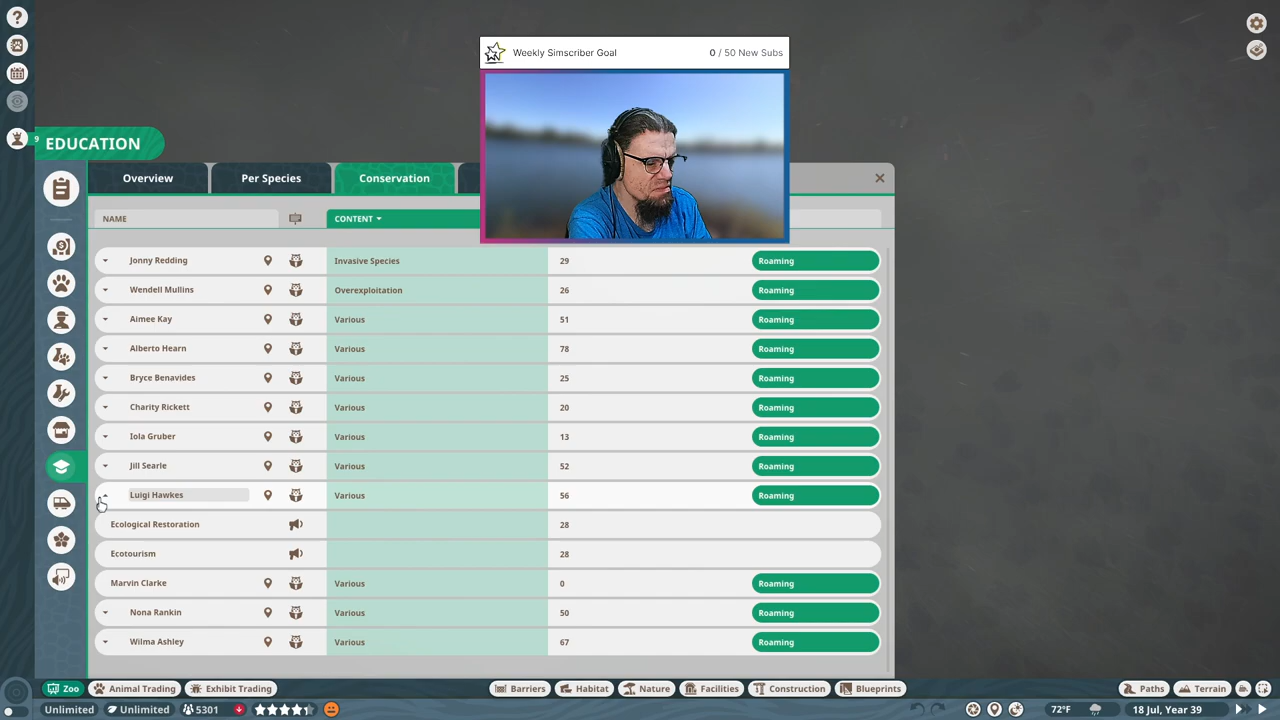 Weekly Simscriber Goal 0 / 50 New Subs
9
EDUCATION
Overview Per Species Conservation
NAME CONTENT
Jonny Redding Invasive Species 29 Roaming
Wendell Mullins Overexploitation 26 Roaming
Aimee Kay Various 51 Roaming
Alberto Hearn Various 78 Roaming
Bryce Benavides Various 25 Roaming
Charity Rickett Various 20 Roaming
Iola Gruber Various 13 Roaming
Jill Searle Various 52 Roaming
Luigi Hawkes Various 56 Roaming
Ecological Restoration 28
Ecotourism 28
Marvin Clarke Various 0 Roaming
Nona Rankin Various 50 Roaming
Wilma Ashley Various 67 Roaming
Zoo Animal Trading Exhibit Trading Barriers Habitat Nature Facilities Construction Blueprints Paths Terrain
Unlimited Unlimited 5301 72°F 18 Jul, Year 39